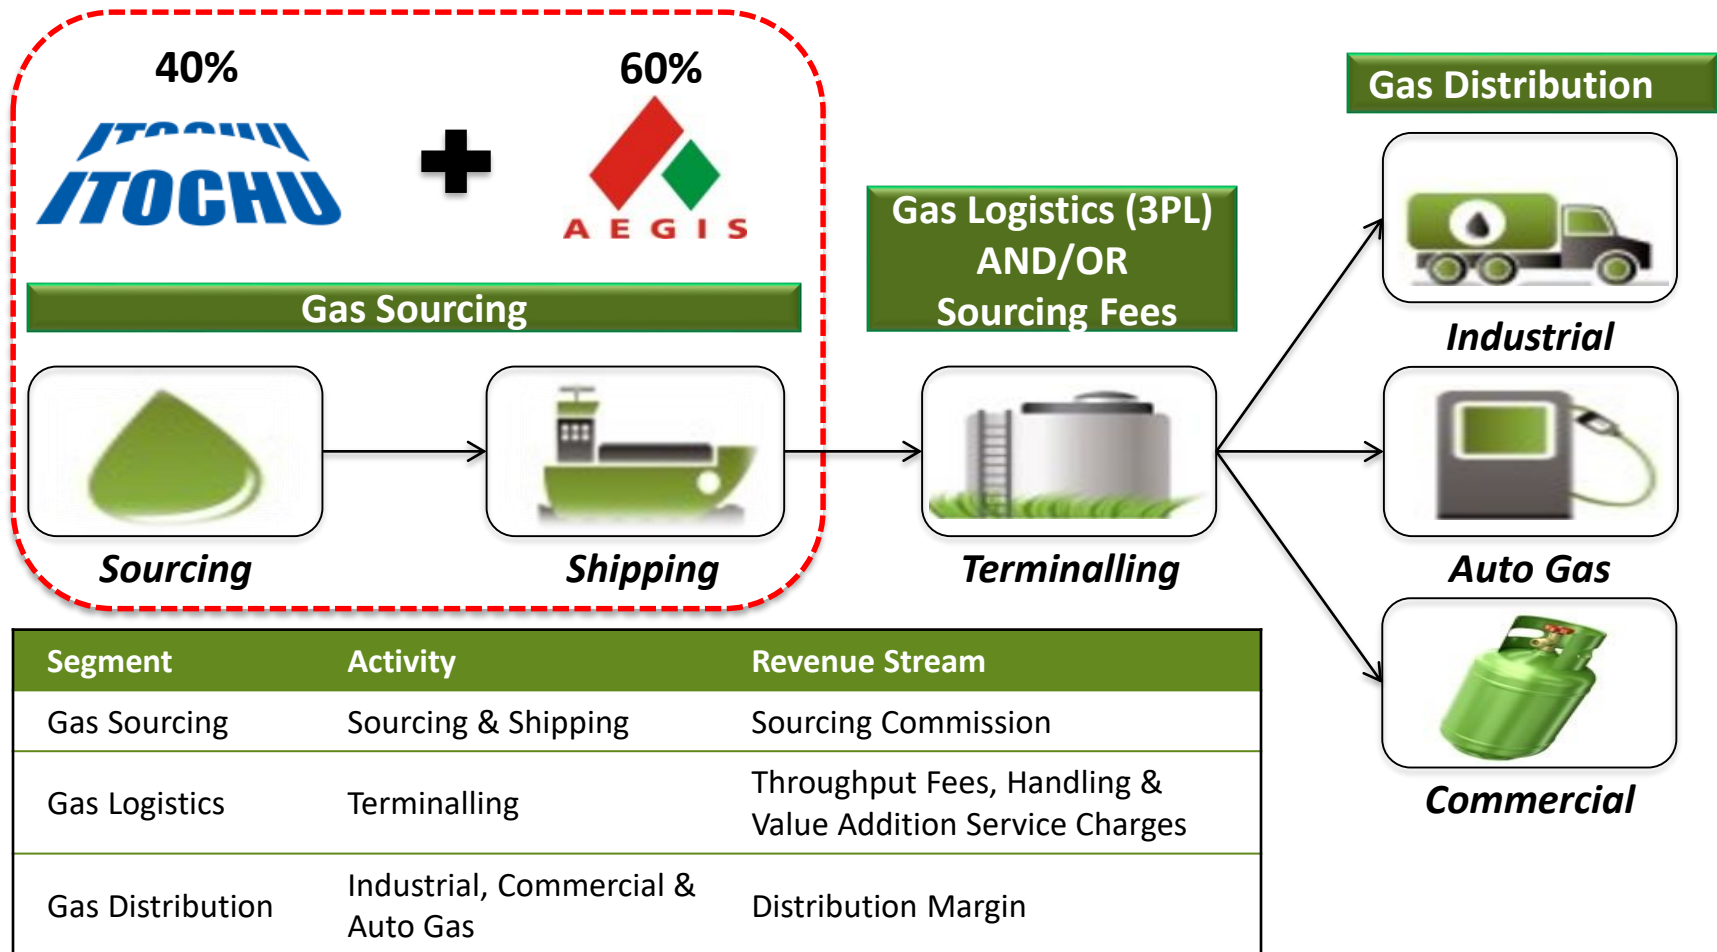 40%
60%
ITOCHU
ITOCHU
AEGIS
Gas Sourcing
Sourcing
Shipping
Gas Logistics (3PL)
AND/OR
Sourcing Fees
Terminalling
Gas Distribution
Industrial
Auto Gas
Commercial
Segment Activity Revenue Stream
Gas Sourcing Sourcing & Shipping Sourcing Commission
Gas Logistics Terminalling Throughput Fees, Handling &
Value Addition Service Charges
Gas Distribution Industrial, Commercial &
Auto Gas Distribution Margin